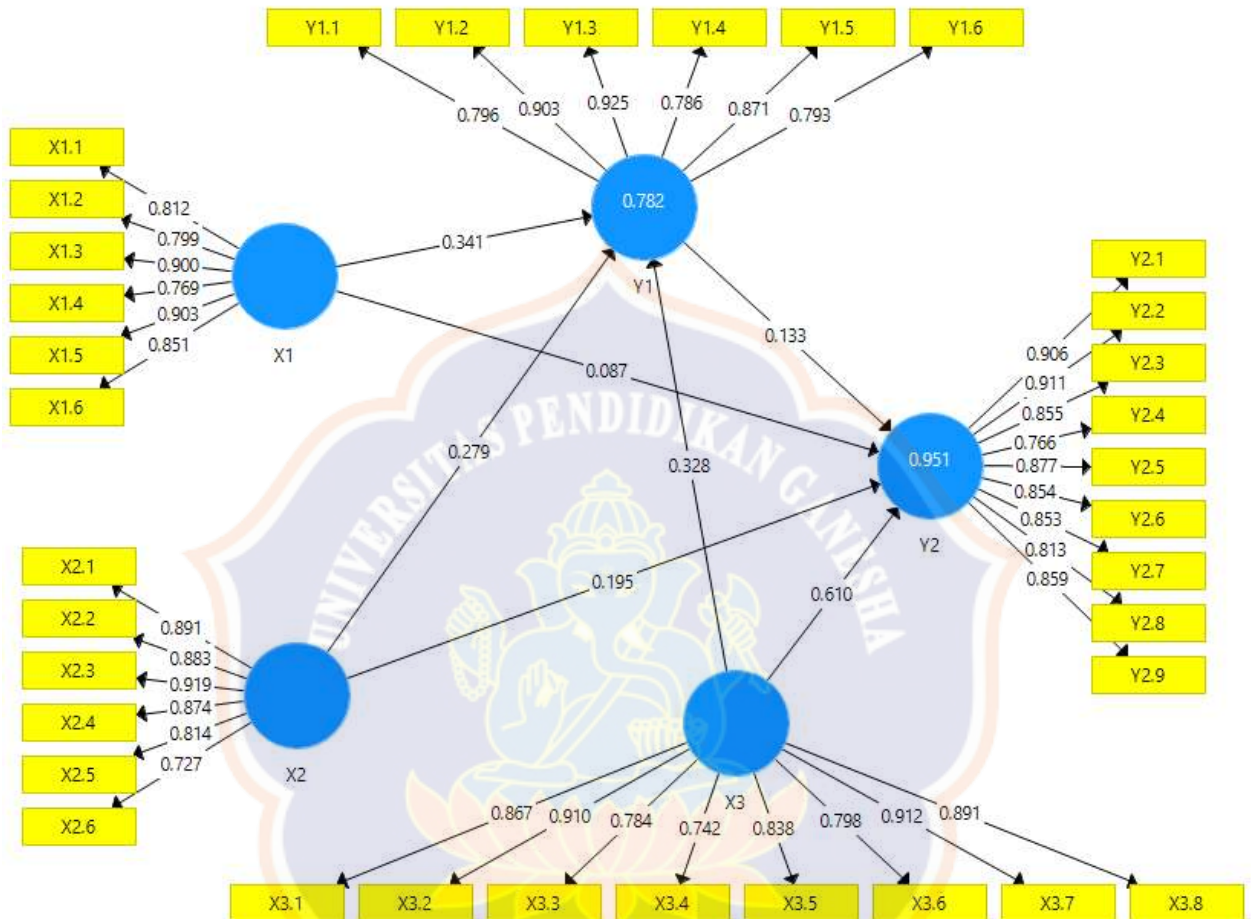 Y1.1 Y1.2 Y1.3 Y1.4 Y1.5 Y1.6
0.796 0.903 0.925 0.786 0.871 0.793
X1.1
X1.2
X1.3
X1.4
X1.5
X1.6
0.812
0.799
0.900
0.769
0.903
0.851
X1
0.341
0.782
Y1
0.087
0.133
0.279
0.328
0.195
0.610
0.951
Y2
0.906
0.911
0.855
0.766
0.877
0.854
0.853
0.813
0.859
Y2.1
Y2.2
Y2.3
Y2.4
Y2.5
Y2.6
Y2.7
Y2.8
Y2.9
UNIVERSITAS PENDIDIKAN GANESHA
X2.1
X2.2
X2.3
X2.4
X2.5
X2.6
0.891
0.883
0.919
0.874
0.814
0.727
X2
X3
0.867 0.910 0.784 0.742 0.838 0.798 0.912 0.891
X3.1 X3.2 X3.3 X3.4 X3.5 X3.6 X3.7 X3.8